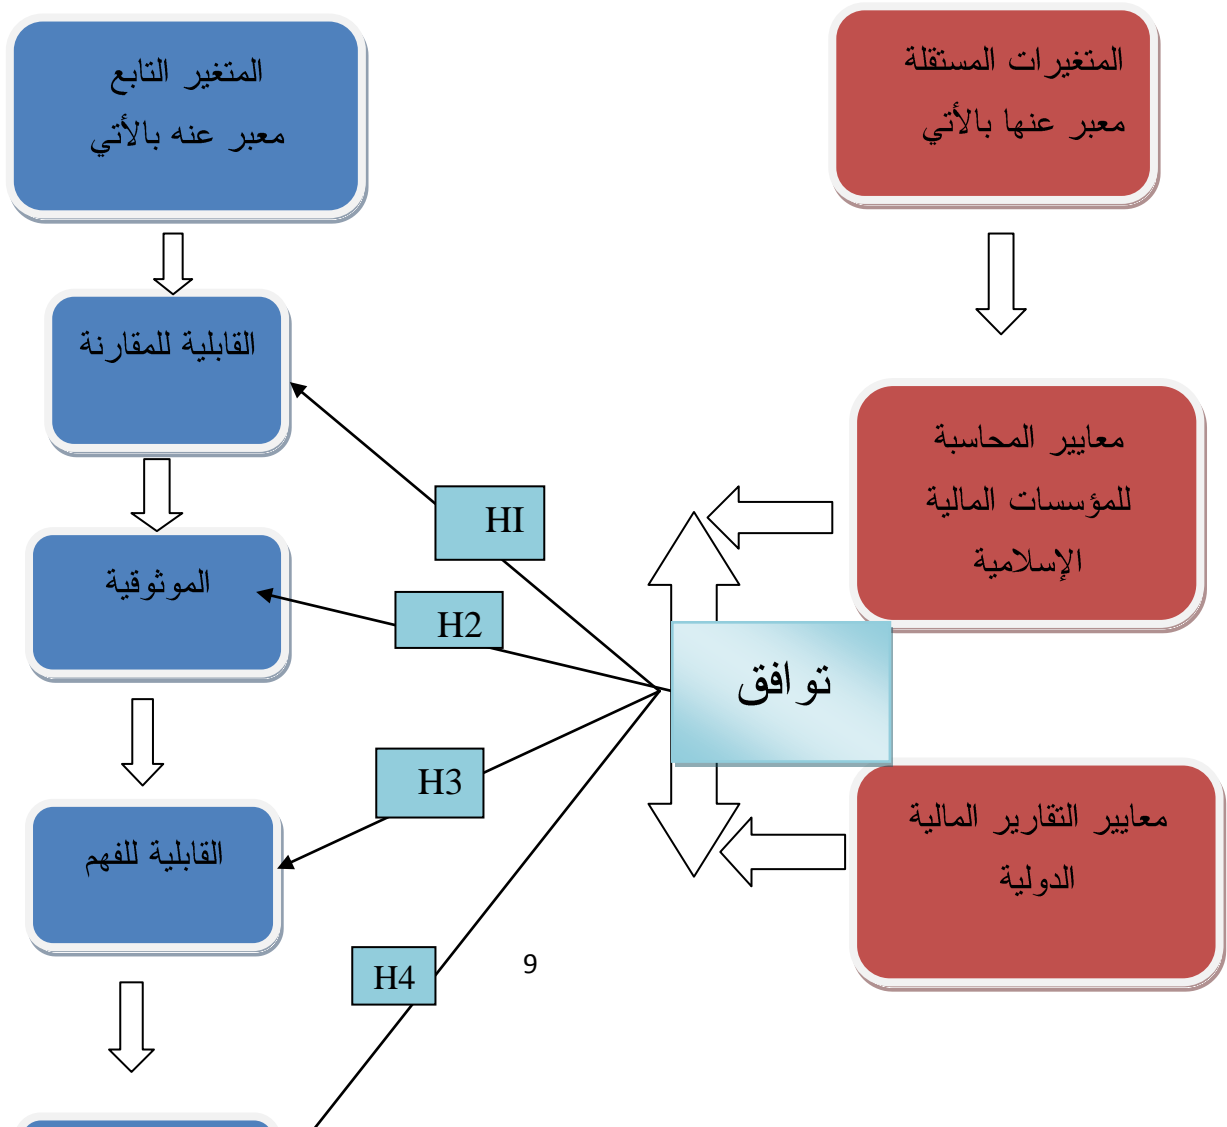 المتغيرات المستقلة
معبر عنها بالأتي
المتغير التابع
معبر عنه بالأتي
القابلية للمقارنة
معايير المحاسبة
للمؤسسات المالية
الإسلامية
HI
الموثوقية
H2
توافق
H3
القابلية للفهم
معايير التقارير المالية
الدولية
H4
9